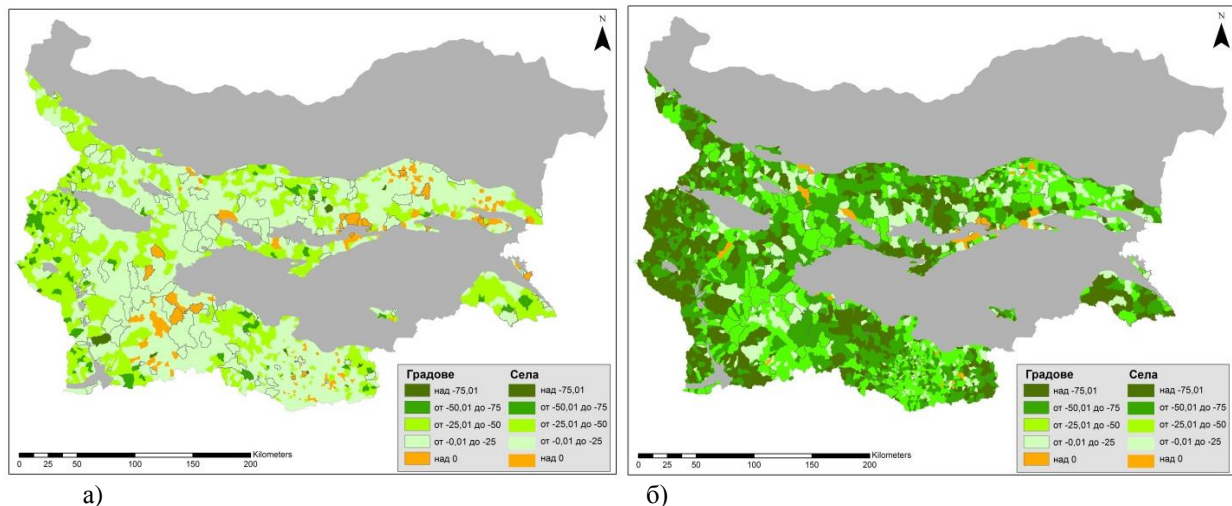 N
Градове Села
над -75,01 над -75,01
от -50,01 до -75 от -50,01 до -75
от -25,01 до -50 от -25,01 до -50
от -0,01 до -25 от -0,01 до -25
над 0 над 0
Kilometers
0 25 50 100 150 200
N
Градове Села
над -75,01 над -75,01
от -50,01 до -75 от -50,01 до -75
от -25,01 до -50 от -25,01 до -50
от -0,01 до -25 от -0,01 до -25
над 0 над 0
Kilometers
0 25 50 100 150 200
а) б)